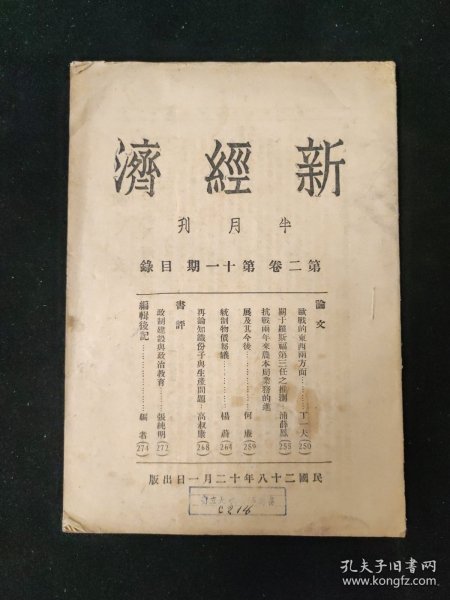 新經濟
半月刊
第二卷第十一期目錄
論文
歐戰的東西兩方面…………丁一夫(250)
關于羅斯福第三任之推測…浦薛鳳(255)
抗戰兩年來農本局業務的進
展及其今後…………何廉(259)
統制物價芻議…………楊蔚(264)
再論知識份子與生產問題…高叔康(268)
書評
政制建設與政治教育………張純明(272)
編輯後記…………編者(274)
民國二十八年十二月一日出版
C214
孔夫子旧书网
www.kongfz.com